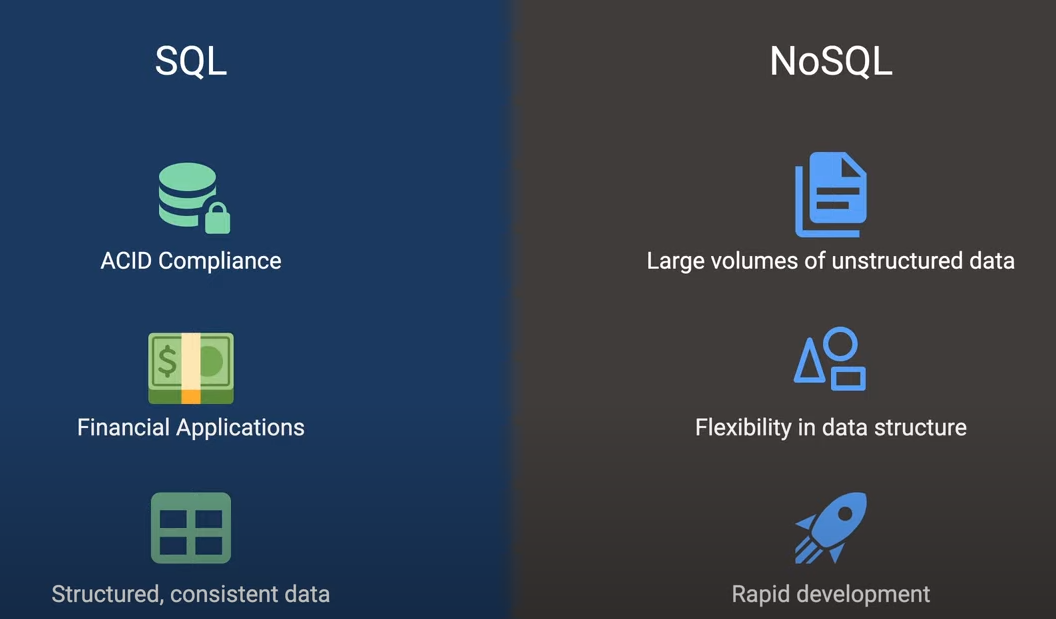 SQL
ACID Compliance
$
Financial Applications
Structured, consistent data
NoSQL
Large volumes of unstructured data
Flexibility in data structure
Rapid development